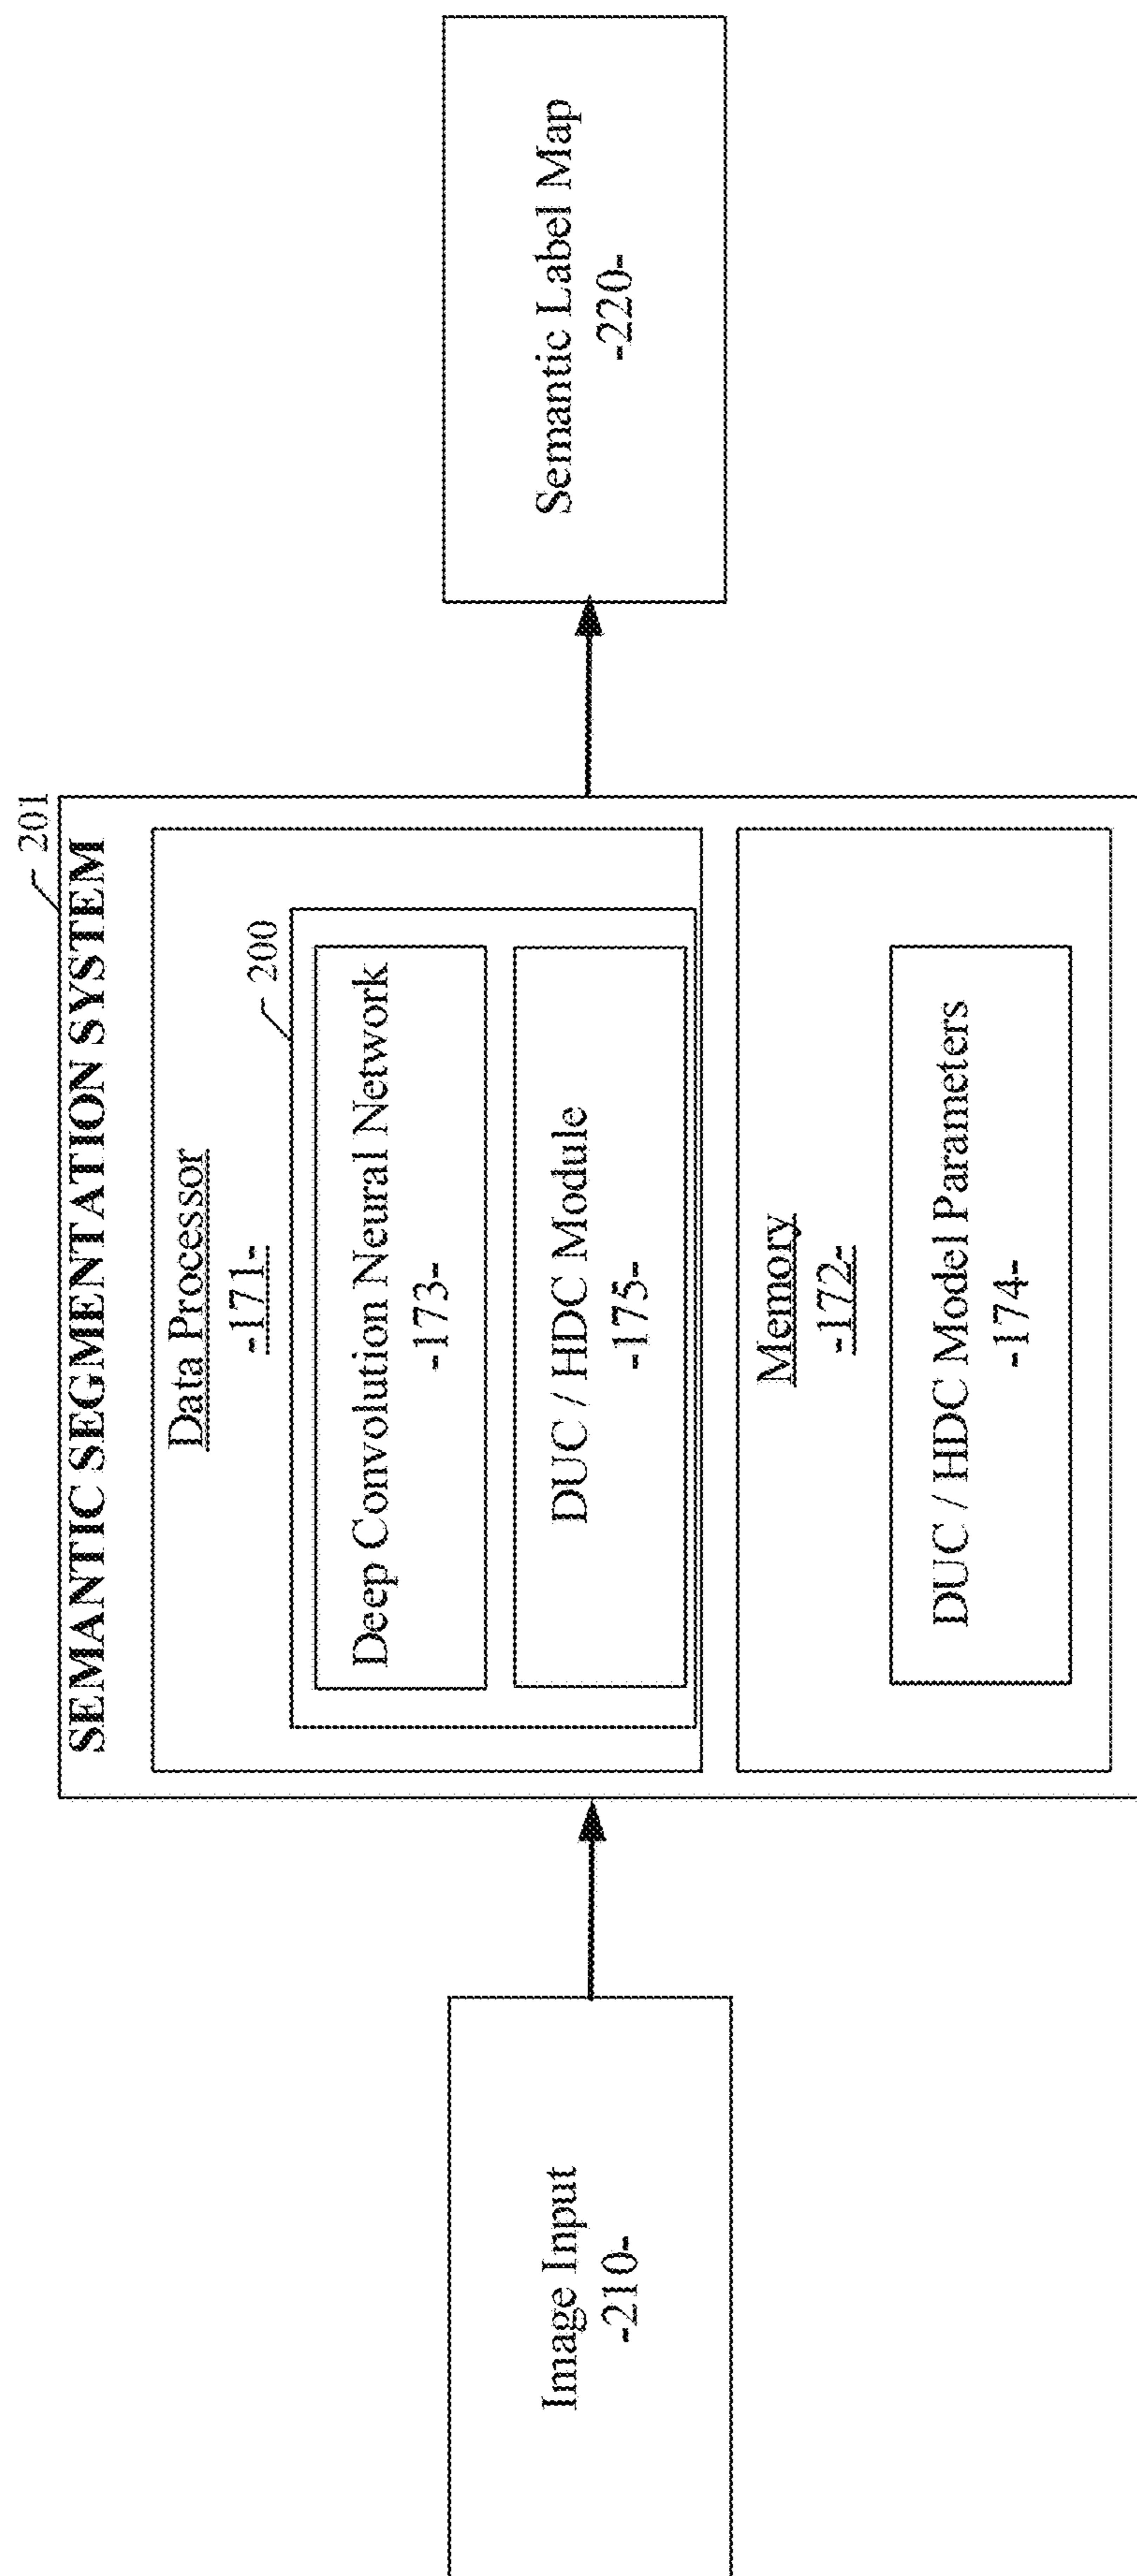 Image Input
-210-
201
SEMANTIC SEGMENTATION SYSTEM
Data Processor
-171-
200
Deep Convolution Neural Network
-173-
DUC / HDC Module
-175-
Memory
-172-
DUC / HDC Model Parameters
-174-
Semantic Label Map
-220-